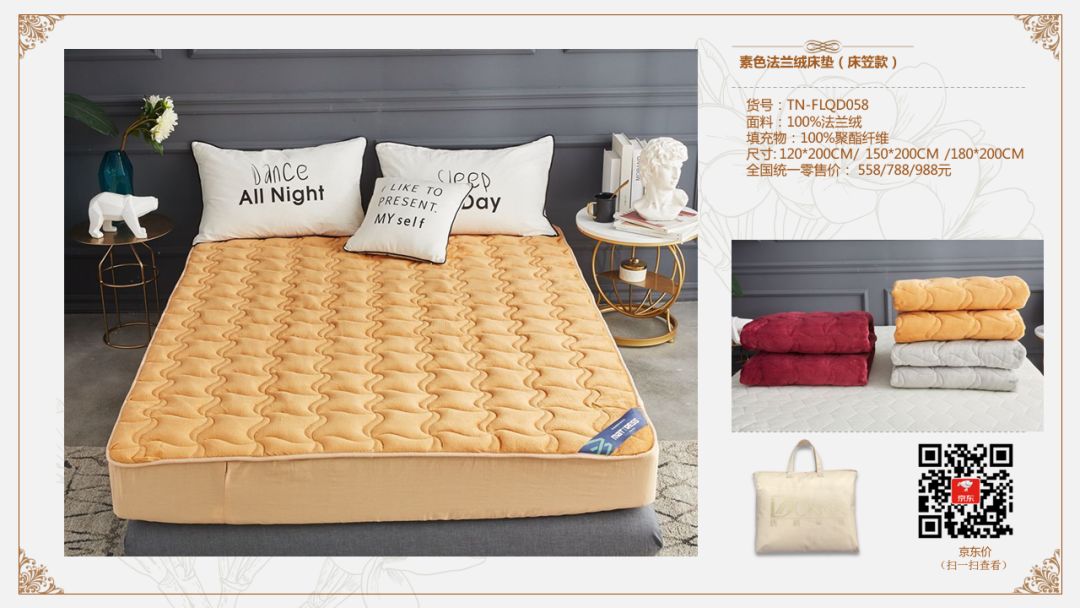 素色法兰绒床垫（床笠款）
货号：TN-FLQD058
面料：100%法兰绒
填充物：100%聚酯纤维
尺寸: 120*200CM/ 150*200CM /180*200CM
全国统一零售价： 558/788/988元
Dance
All Night
SLEEP
Day
I LIKE TO
PRESENT.
MY self
京东
京东价
（扫一扫查看）